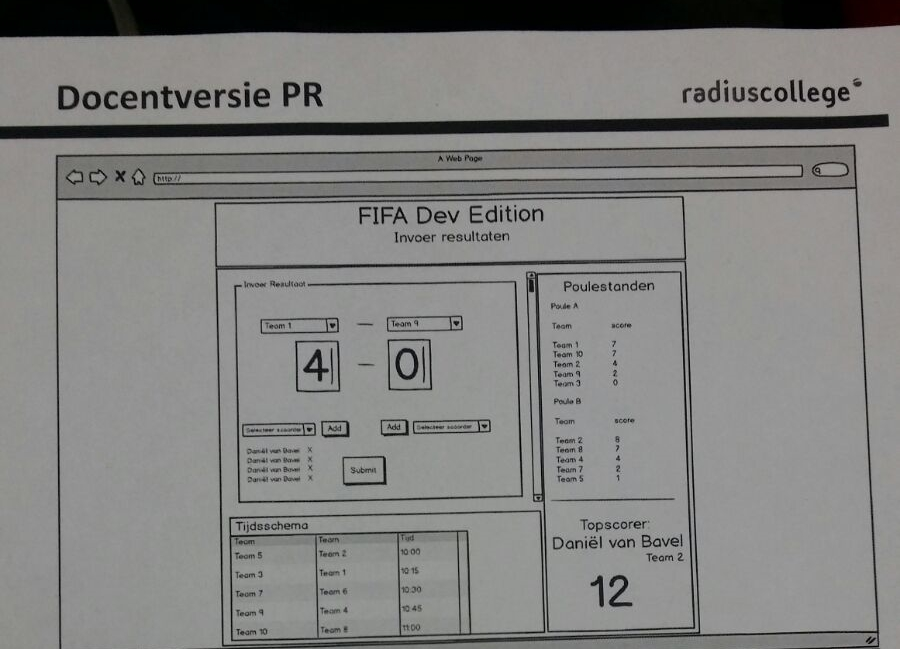 Docentversie PR
radiuscollege
A Web Page
http://
FIFA Dev Edition
Invoer resultaten
Invoer Resultaat
Team 1 — Team 9
4 — 0
Selecteer scoorder Add Add Selecteer scoorder
Daniël van Bavel X
Daniël van Bavel X
Daniël van Bavel X
Daniël van Bavel X
Submit
Poulestanden
Poule A
Team score
Team 1 7
Team 10 7
Team 2 4
Team 9 2
Team 3 0
Poule B
Team score
Team 2 8
Team 8 7
Team 4 4
Team 7 2
Team 5 1
Topscorer:
Daniël van Bavel
Team 2
12
Tijdsschema
Team Team Tijd
Team 5 Team 2 10:00
Team 3 Team 1 10:15
Team 7 Team 6 10:30
Team 9 Team 4 10:45
Team 10 Team 8 11:00